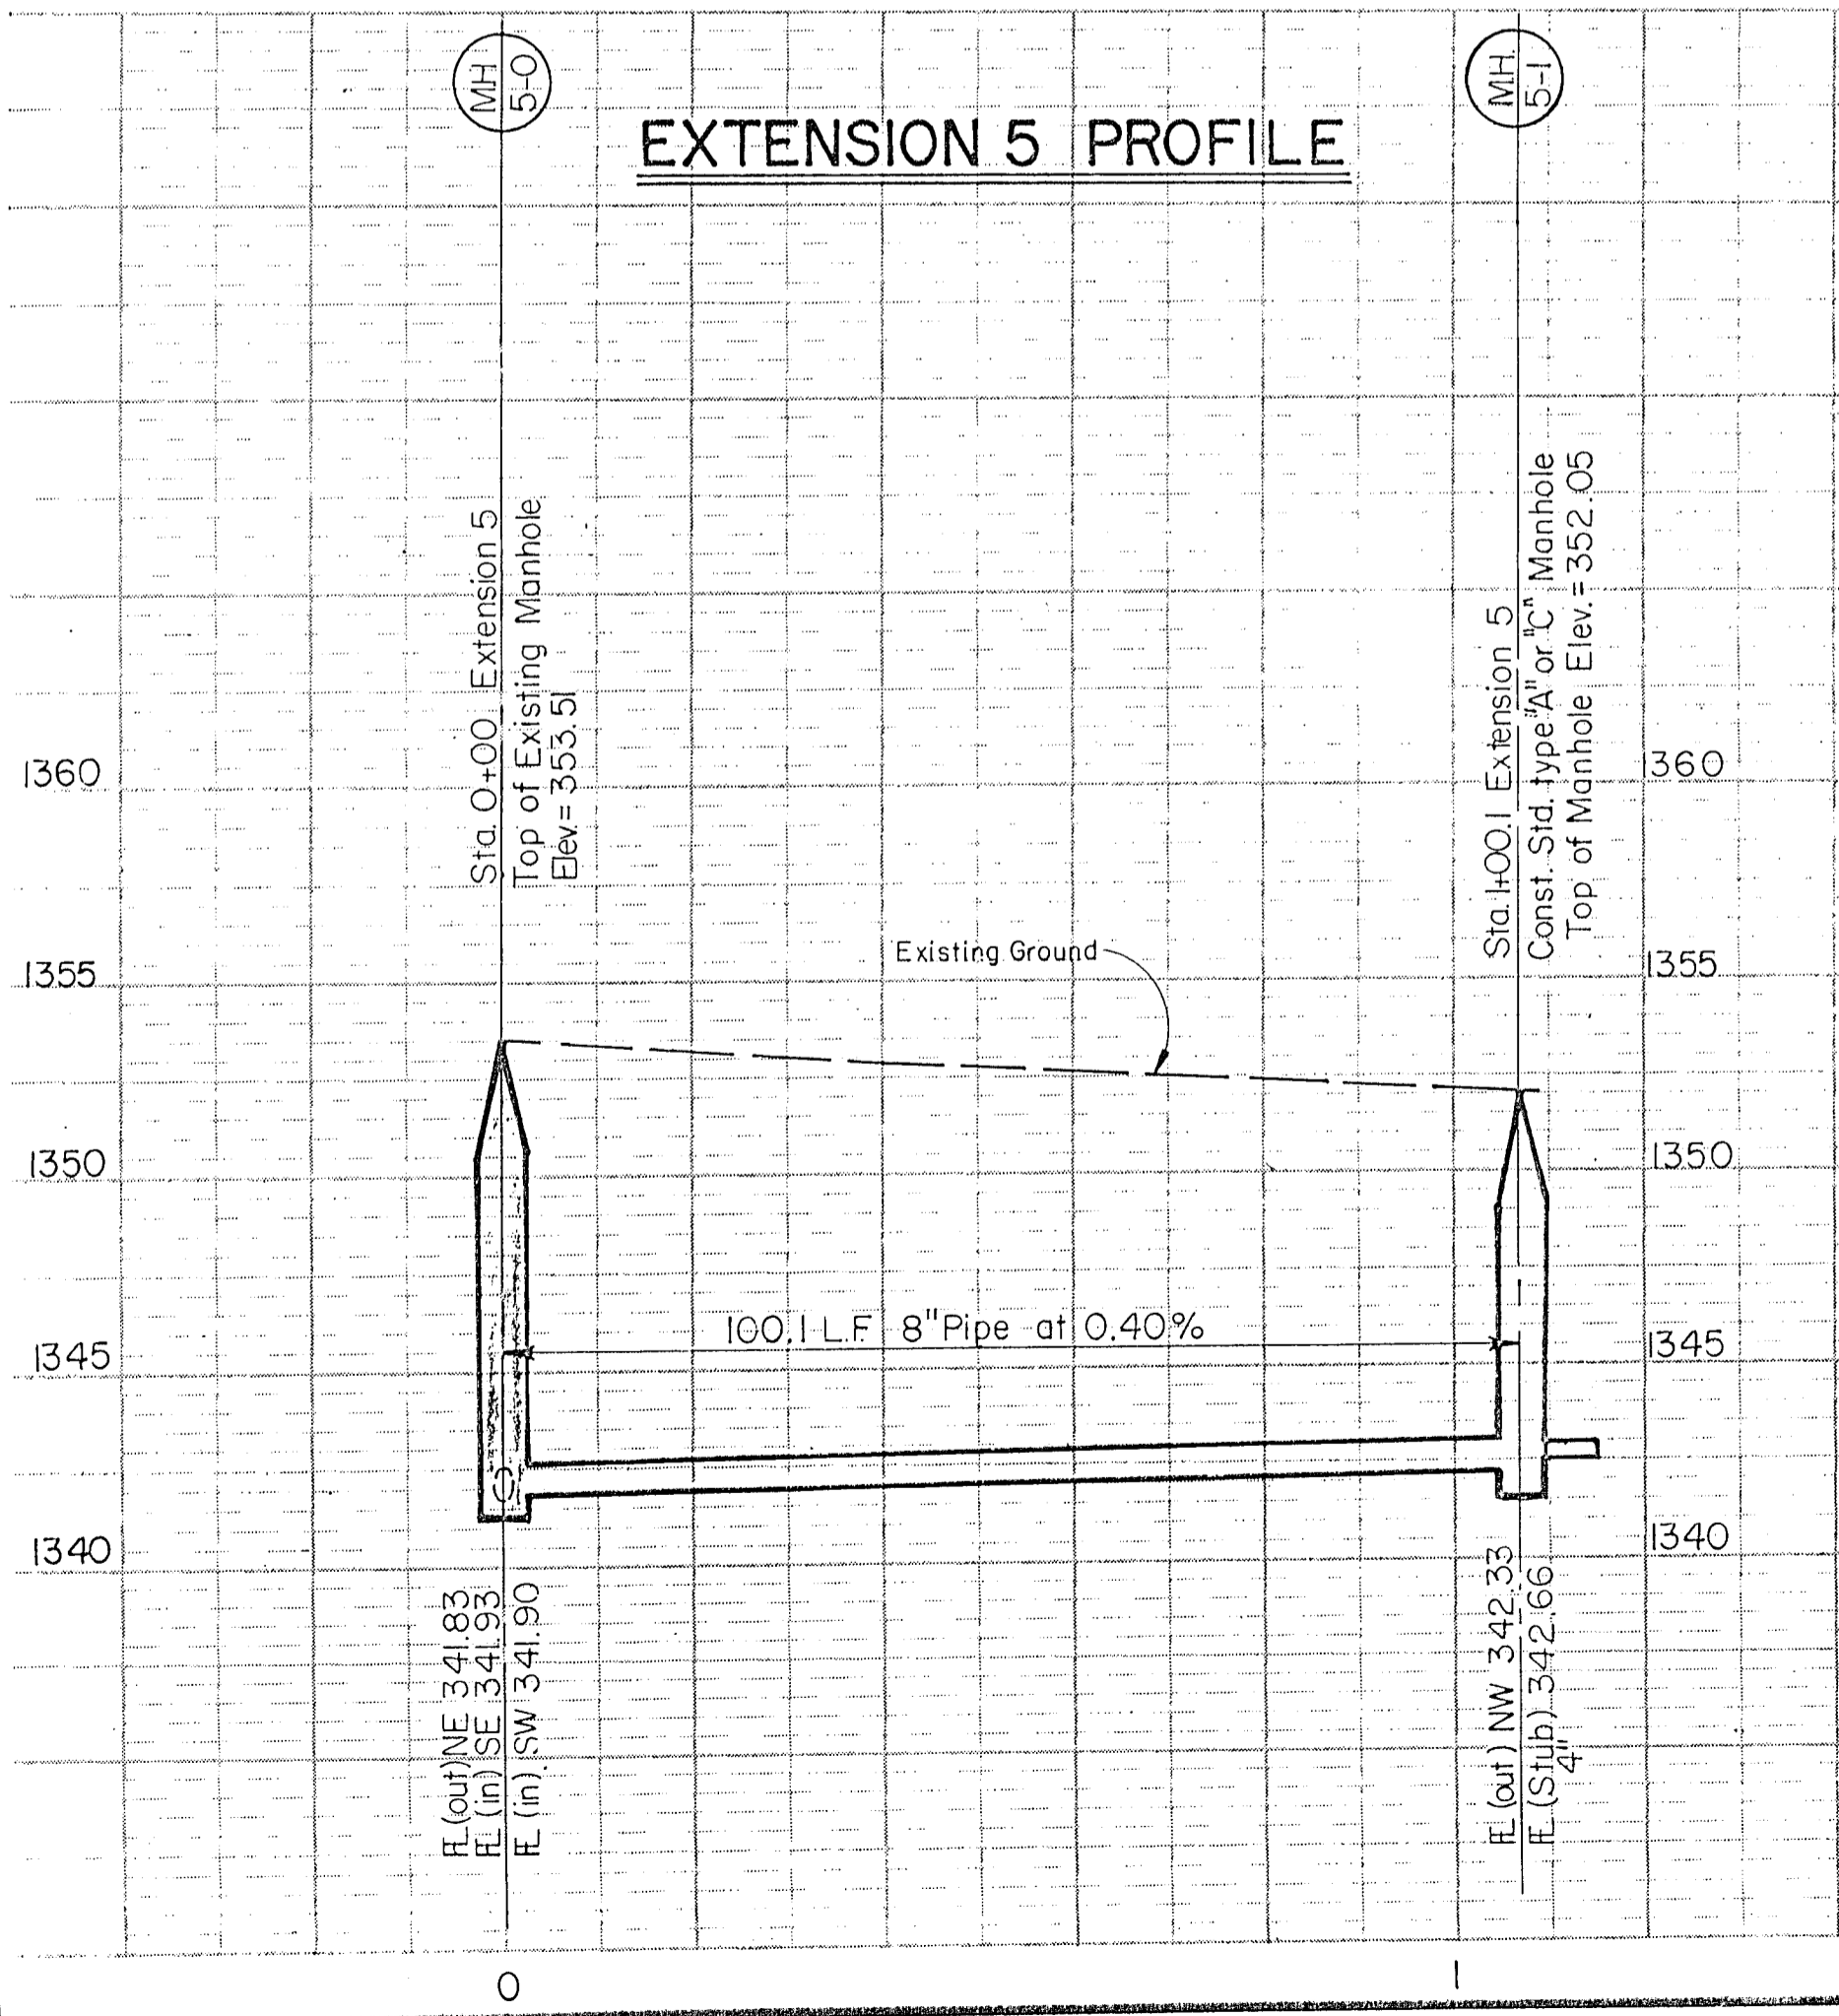 MH
5-0
MH.
5-1
EXTENSION 5 PROFILE
Sta. 0+00 Extension 5
Top of Existing Manhole
Elev.= 353.51
Sta. 1+00.1 Extension 5
Const. Std. type "A" or "C" Manhole
Top of Manhole Elev. = 352.05
1360
1360
Existing Ground
1355
1355
1350
1350
100.1 L.F. 8" Pipe at 0.40%
1345
1345
1340
1340
FL (out) NE 341.83
FL (in) SE 341.93
FL (in) SW 341.90
FL (out) NW 342.33
FL (Stub) 342.66
4"
0
1